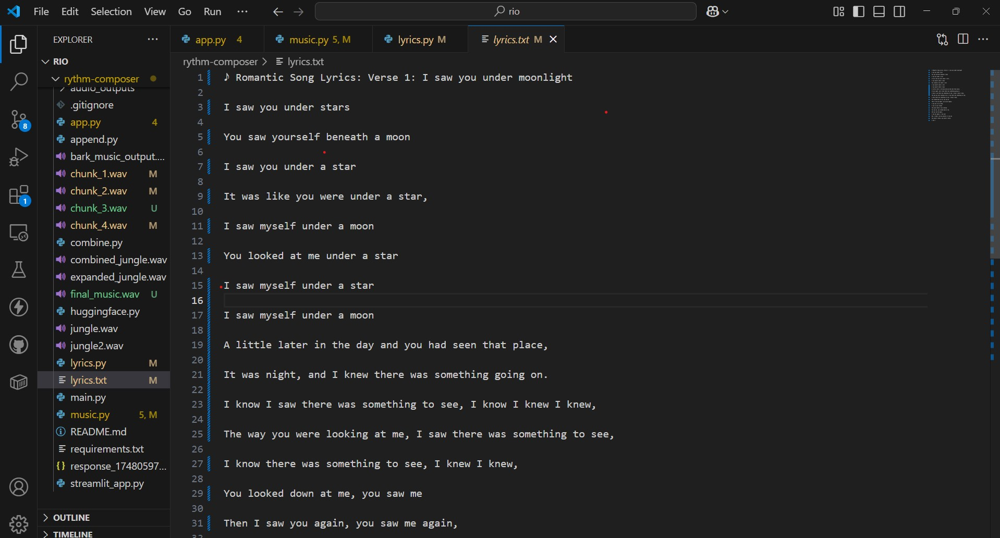 File Edit Selection View Go Run ··· rio
EXPLORER ···
app.py 4 music.py 5, M lyrics.py M lyrics.txt M
RIO
rythm-composer
audio_outputs
.gitignore
app.py 4
append.py
bark_music_output....
chunk_1.wav M
chunk_2.wav M
chunk_3.wav U
chunk_4.wav M
combine.py
combined_jungle.wav
expanded_jungle.wav
final_music.wav U
huggingface.py
jungle.wav
jungle2.wav
lyrics.py M
lyrics.txt M
main.py
music.py 5, M
README.md
requirements.txt
response_17480597...
streamlit_app.py
OUTLINE
TIMELINE
8
1
rythm-composer > lyrics.txt
1 ♪ Romantic Song Lyrics: Verse 1: I saw you under moonlight
2
3 I saw you under stars
4
5 You saw yourself beneath a moon
6
7 I saw you under a star
8
9 It was like you were under a star,
10
11 I saw myself under a moon
12
13 You looked at me under a star
14
15 I saw myself under a star
16
17 I saw myself under a moon
18
19 A little later in the day and you had seen that place,
20
21 It was night, and I knew there was something going on.
22
23 I know I saw there was something to see, I know I knew I knew,
24
25 The way you were looking at me, I saw there was something to see,
26
27 I know there was something to see, I knew I knew,
28
29 You looked down at me, you saw me
30
31 Then I saw you again, you saw me again,
32